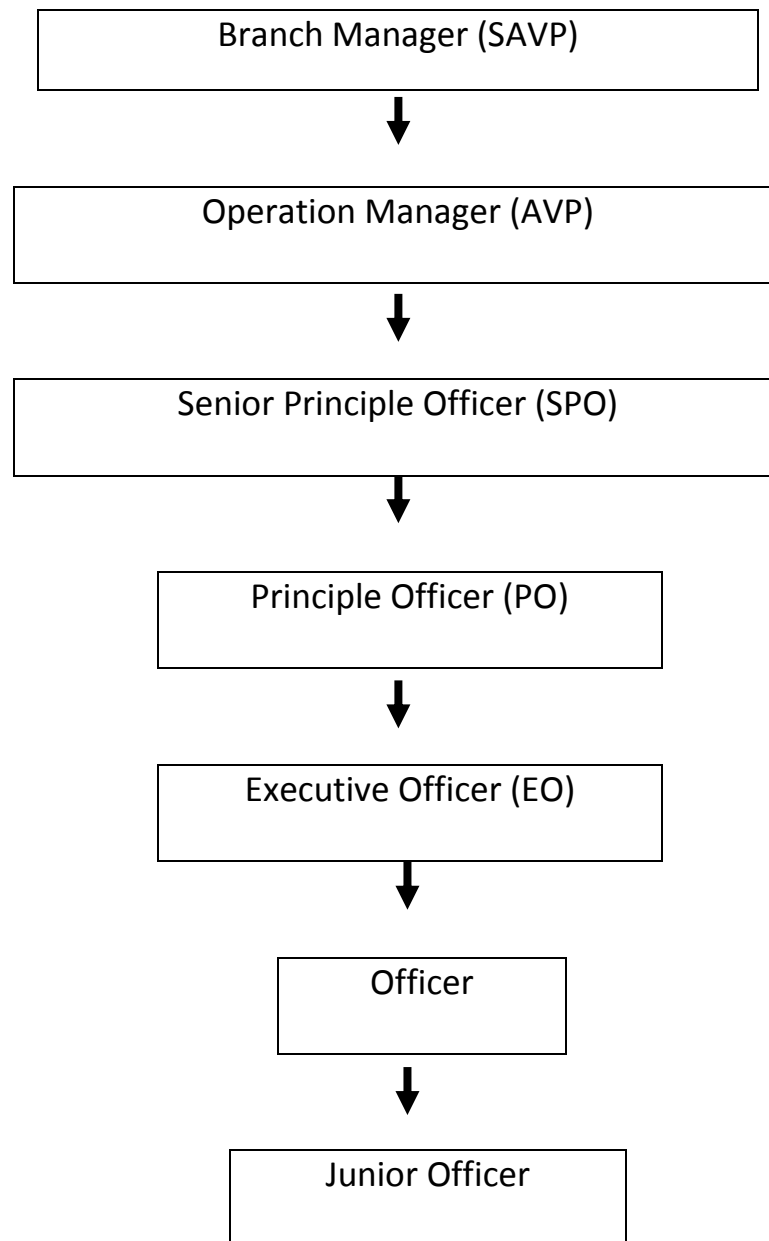 Branch Manager (SAVP)
Operation Manager (AVP)
Senior Principle Officer (SPO)
Principle Officer (PO)
Executive Officer (EO)
Officer
Junior Officer